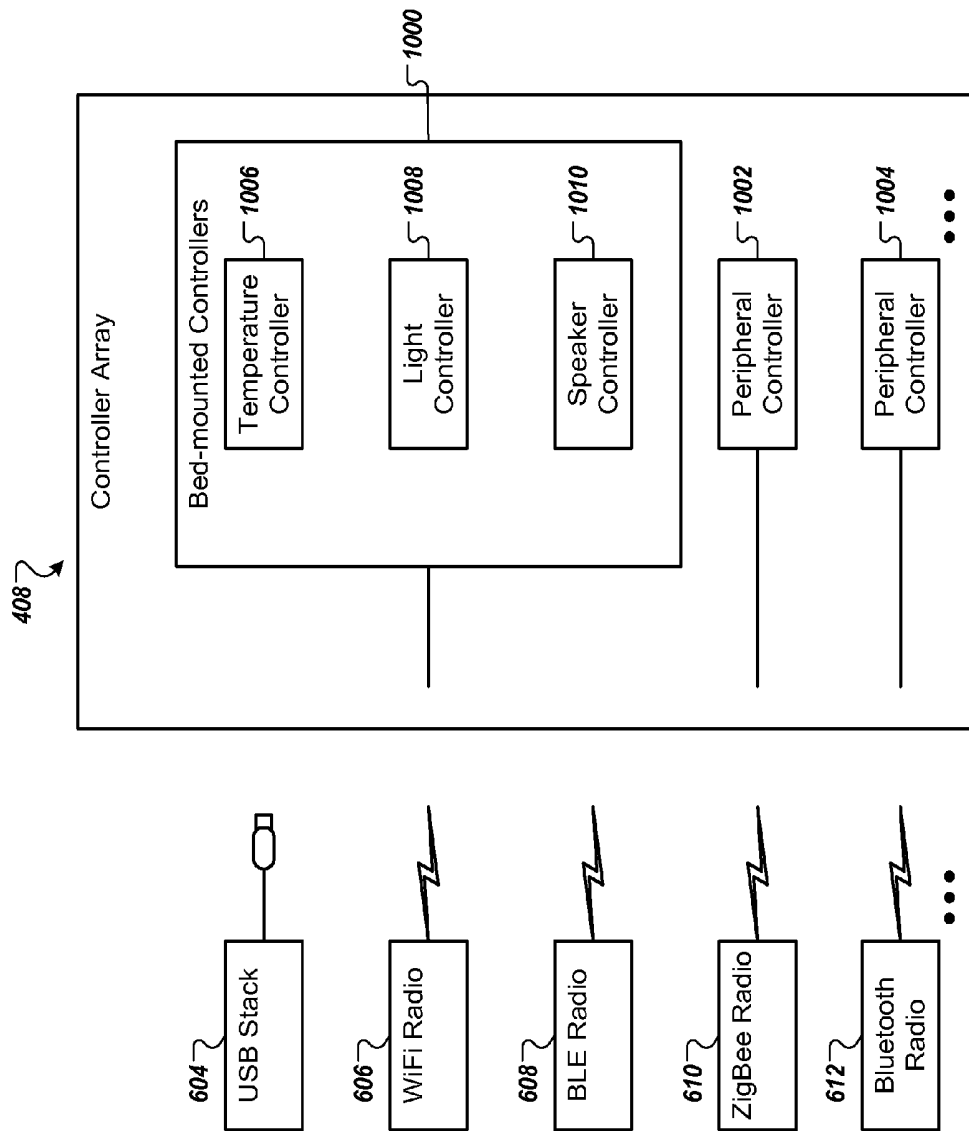 408
Controller Array
1000
Bed-mounted Controllers
604
USB Stack
Temperature
Controller
1006
606
WiFi Radio
Light
Controller
1008
608
BLE Radio
Speaker
Controller
1010
610
ZigBee Radio
Peripheral
Controller
1002
612
Bluetooth
Radio
Peripheral
Controller
1004